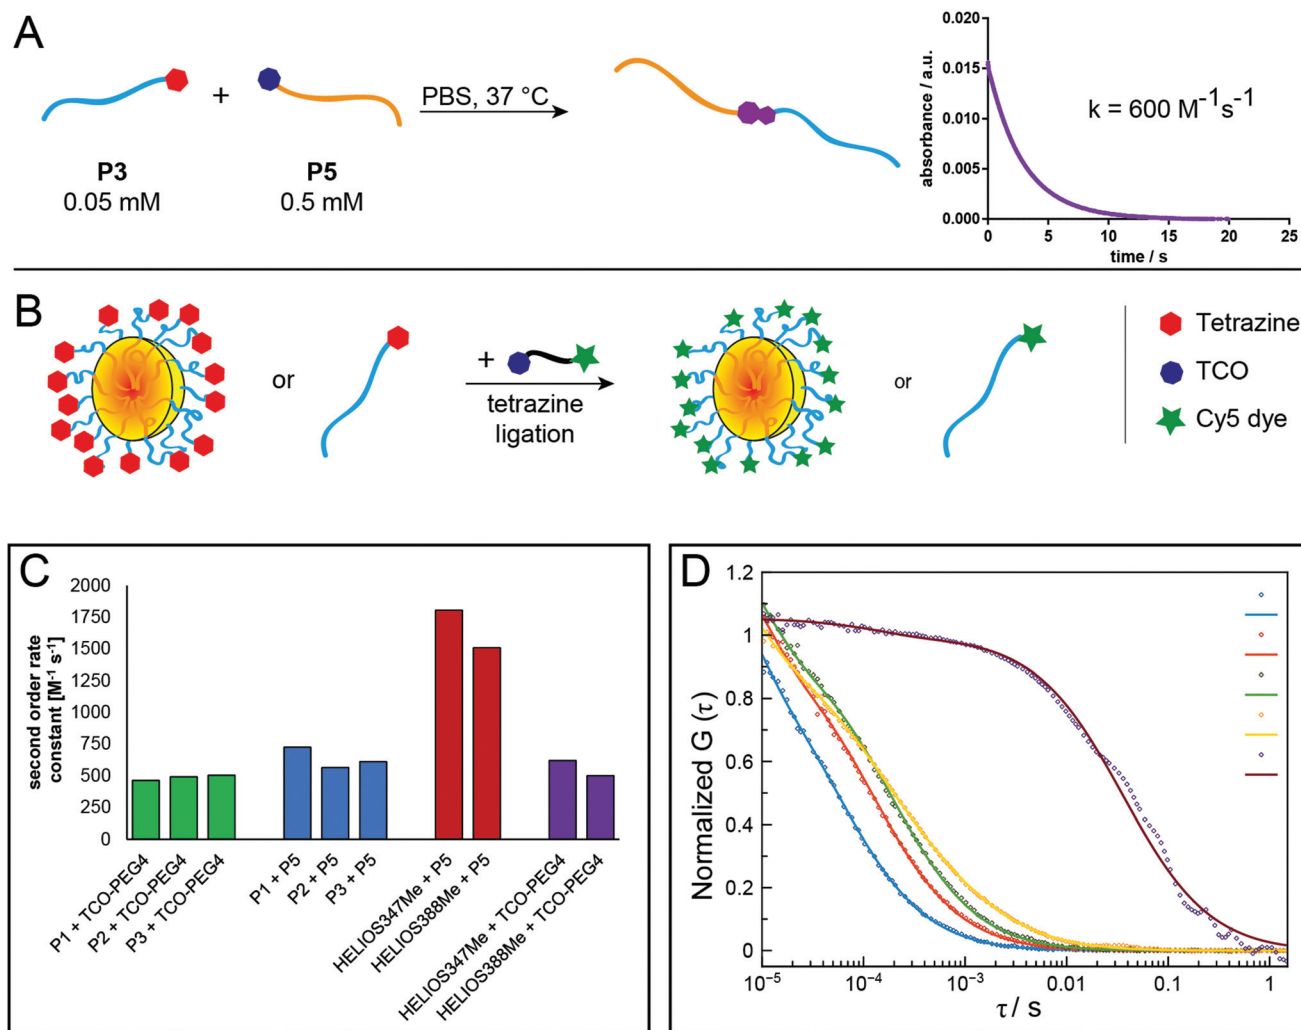 A
P3
0.05 mM
+
P5
0.5 mM
PBS, 37 °C
absorbance / a.u.
0.020
0.015
0.010
0.005
0.000
0 5 10 15 20 25
time / s
k = 600 M⁻¹s⁻¹
B
or
+
tetrazine
ligation
or
Tetrazine
TCO
Cy5 dye
C
second order rate
constant [M⁻¹ s⁻¹]
2000
1750
1500
1250
1000
750
500
250
0
P1 + TCO-PEG4
P2 + TCO-PEG4
P3 + TCO-PEG4
P1 + P5
P2 + P5
P3 + P5
HELIOS347Me + P5
HELIOS388Me + P5
HELIOS347Me + TCO-PEG4
HELIOS388Me + TCO-PEG4
D
Normalized G (τ)
1.2
1
0.8
0.6
0.4
0.2
0
10⁻⁵ 10⁻⁴ 10⁻³ 0.01 0.1 1
τ / s